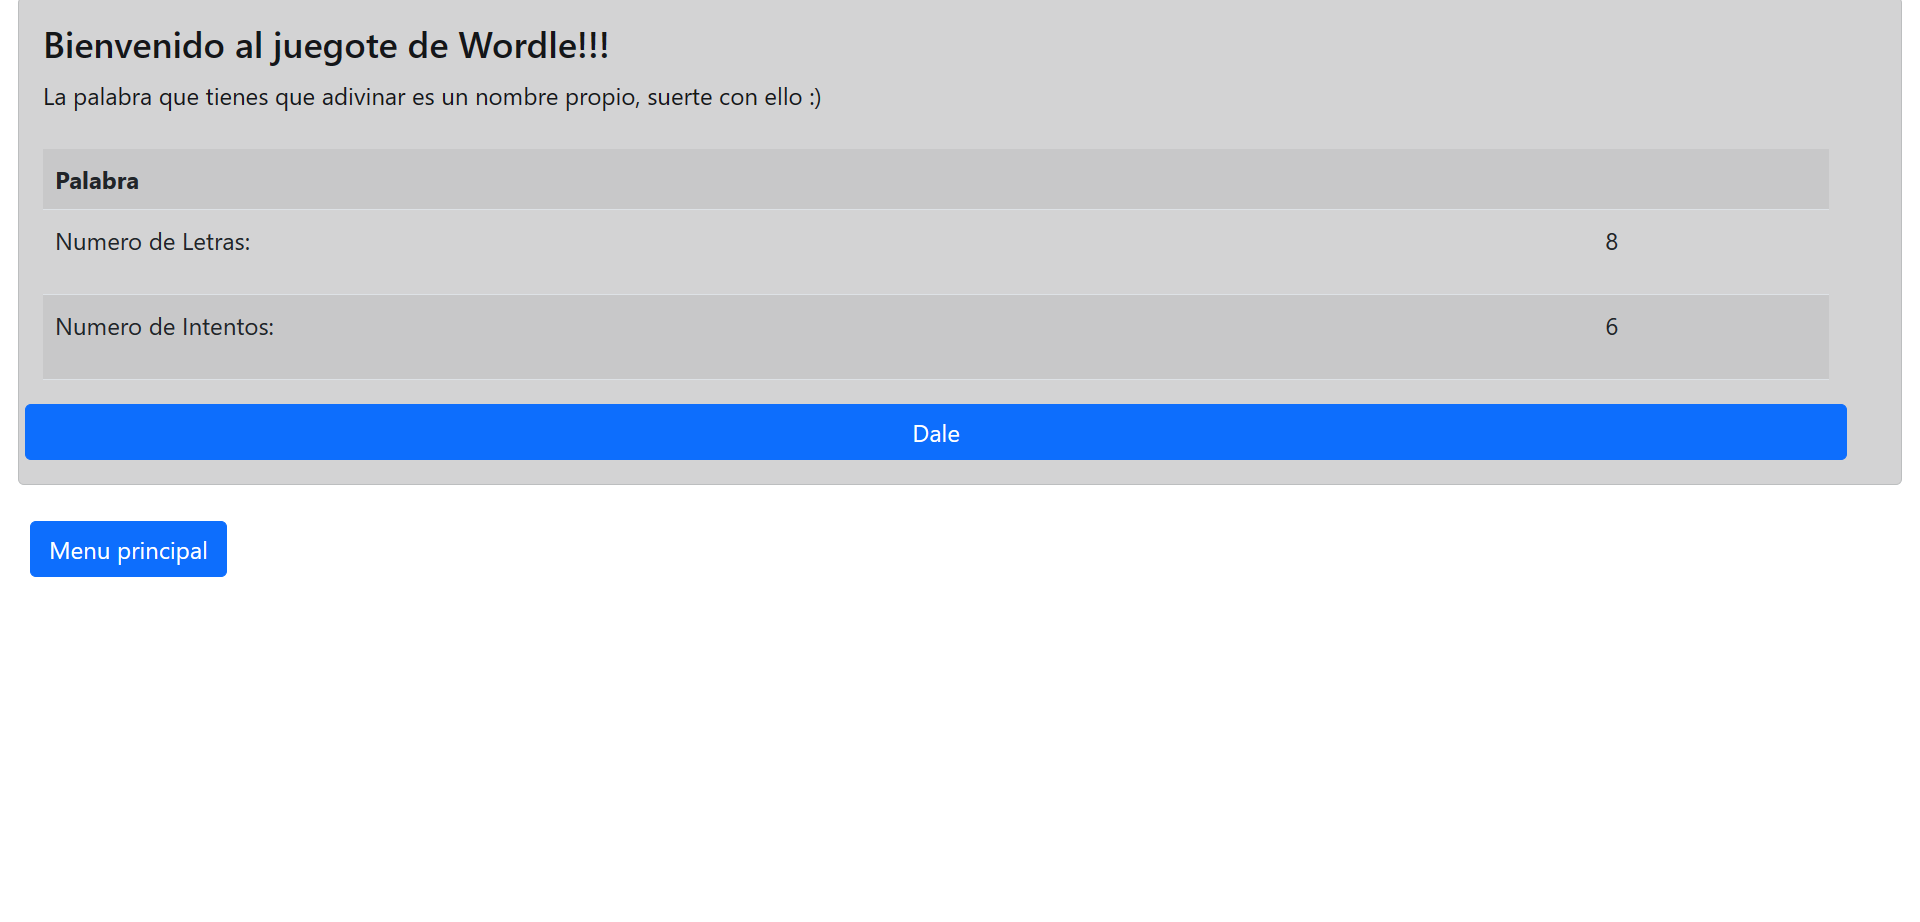 Bienvenido al juegote de Wordle!!!
La palabra que tienes que adivinar es un nombre propio, suerte con ello :)
Palabra
Numero de Letras: 8
Numero de Intentos: 6
Dale
Menu principal